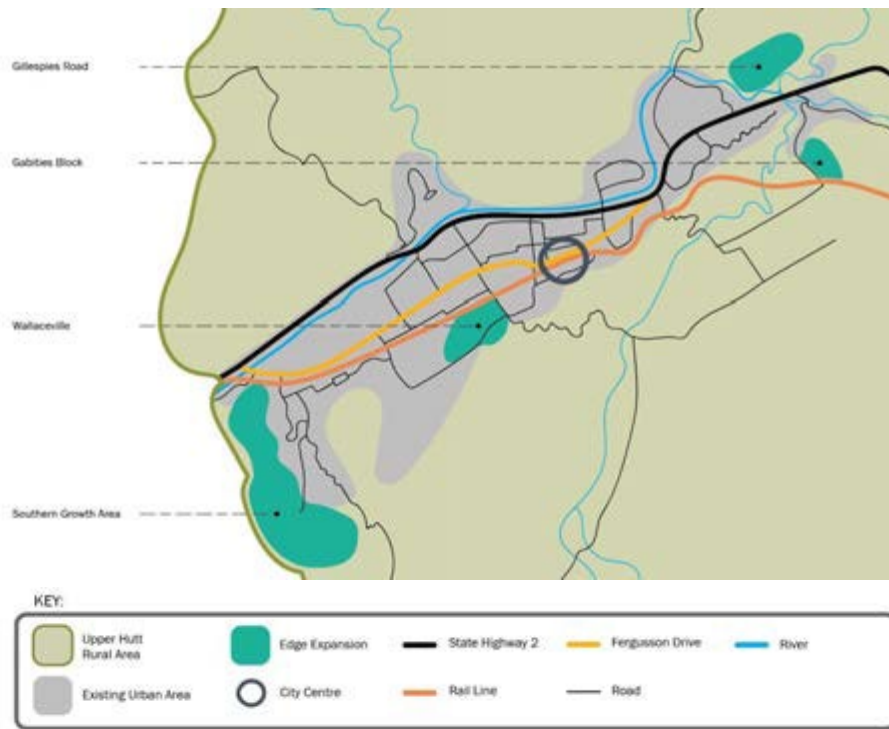 Gillespies Road
Gabities Block
Wallaceville
Southern Growth Area
KEY:
Upper Hutt
Rural Area
Edge Expansion
State Highway 2
Fergusson Drive
River
Existing Urban Area
City Centre
Rail Line
Road